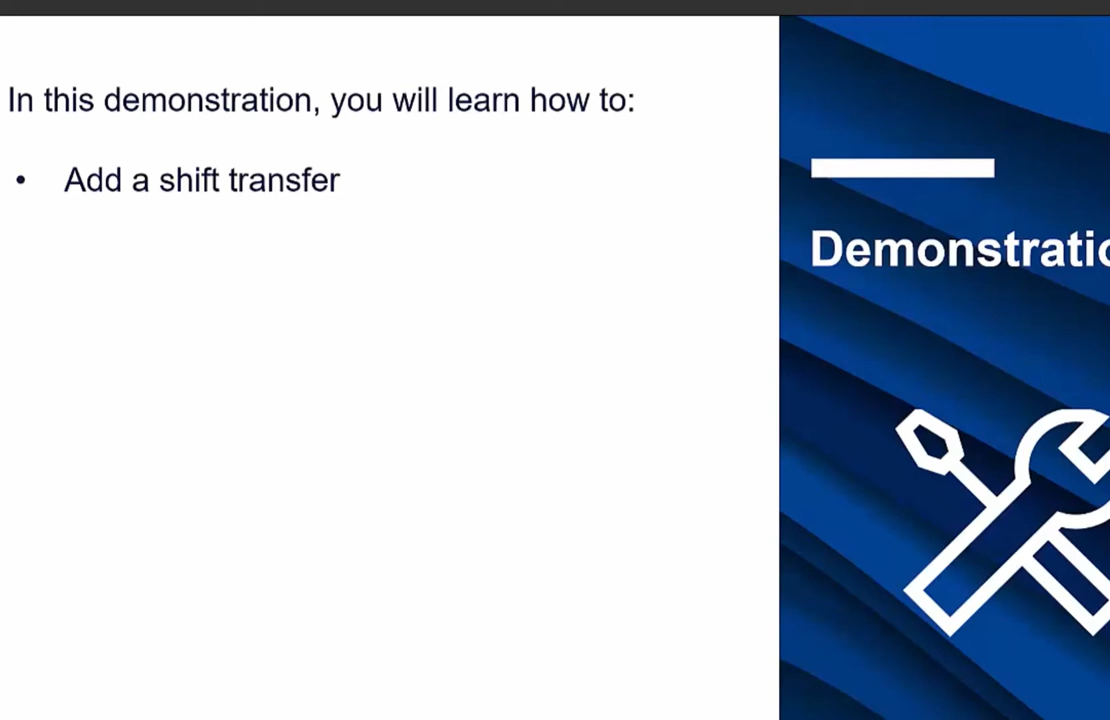 In this demonstration, you will learn how to:
• Add a shift transfer
Demonstratio